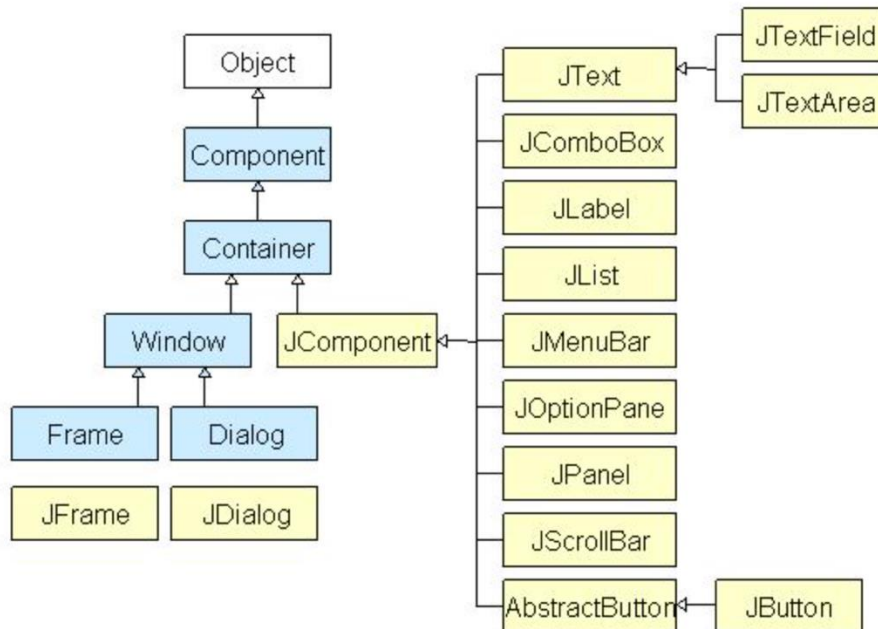 Object
Component
Container
Window
JComponent
Frame
Dialog
JFrame
JDialog
JText
JComboBox
JLabel
JList
JMenuBar
JOptionPane
JPanel
JScrollBar
AbstractButton
JTextField
JTextArea
JButton